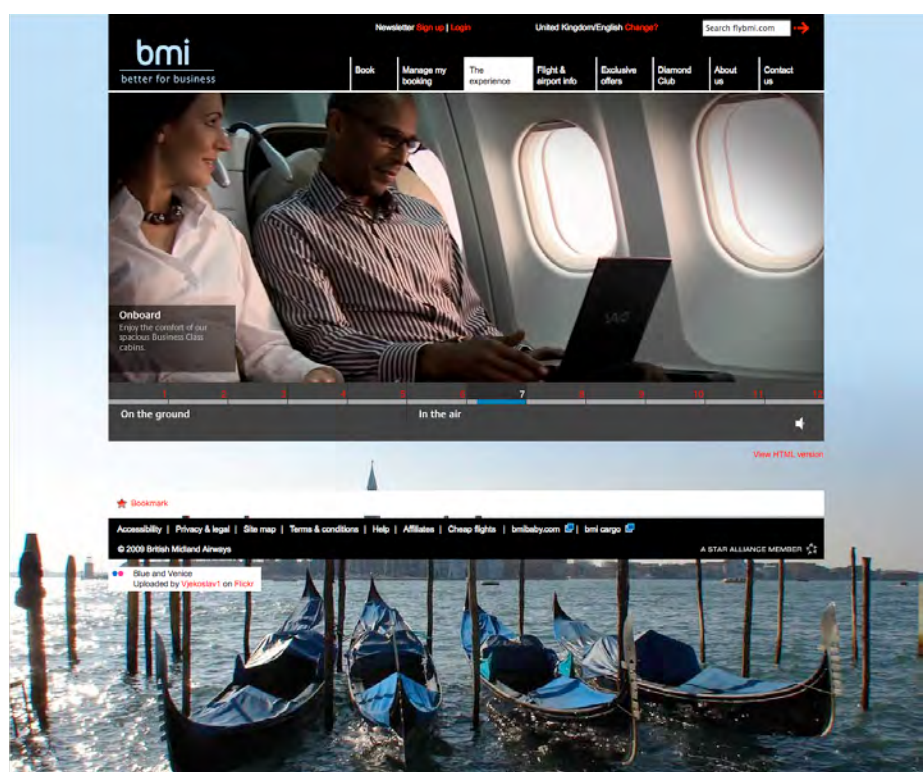 Newsletter Sign up | Login
United Kingdom/English Change?
Search flybmi.com
bmi
better for business
Book
Manage my
booking
The
experience
Flight &
airport info
Exclusive
offers
Diamond
Club
About
us
Contact
us
Onboard
Enjoy the comfort of our
spacious Business Class
cabins.
1 2 3 4 5 6 7 8 9 10 11 12
On the ground
In the air
View HTML version
Bookmark
Accessibility | Privacy & legal | Site map | Terms & conditions | Help | Affiliates | Cheap flights | bmibaby.com | bmi cargo
© 2009 British Midland Airways
A STAR ALLIANCE MEMBER
Blue and Venice
Uploaded by Vjekoslav1 on Flickr